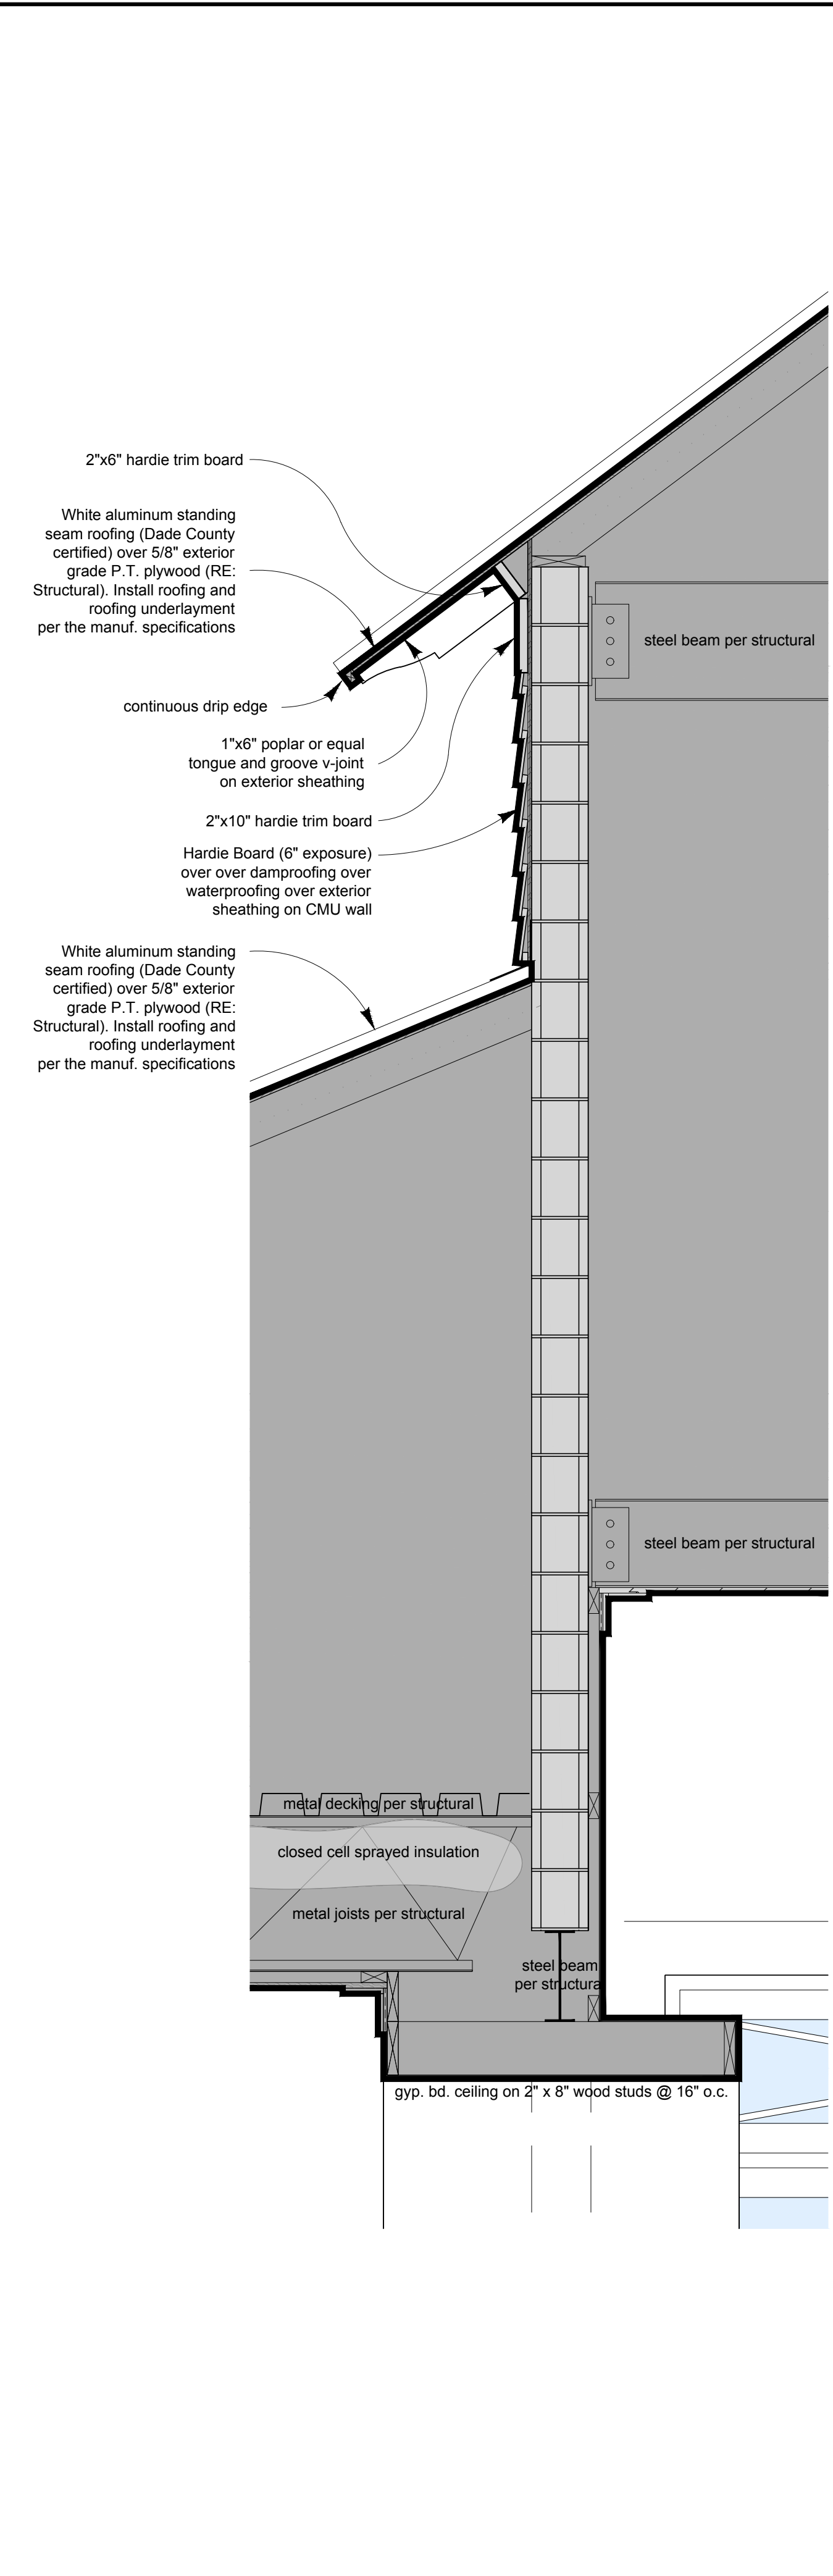 2"x6" hardie trim board
White aluminum standing
seam roofing (Dade County
certified) over 5/8" exterior
grade P.T. plywood (RE:
Structural). Install roofing and
roofing underlayment
per the manuf. specifications
steel beam per structural
continuous drip edge
1"x6" poplar or equal
tongue and groove v-joint
on exterior sheathing
2"x10" hardie trim board
Hardie Board (6" exposure)
over over damproofing over
waterproofing over exterior
sheathing on CMU wall
White aluminum standing
seam roofing (Dade County
certified) over 5/8" exterior
grade P.T. plywood (RE:
Structural). Install roofing and
roofing underlayment
per the manuf. specifications
steel beam per structural
metal decking per structural
closed cell sprayed insulation
metal joists per structural
steel beam
per structura
gyp. bd. ceiling on 2" x 8" wood studs @ 16" o.c.